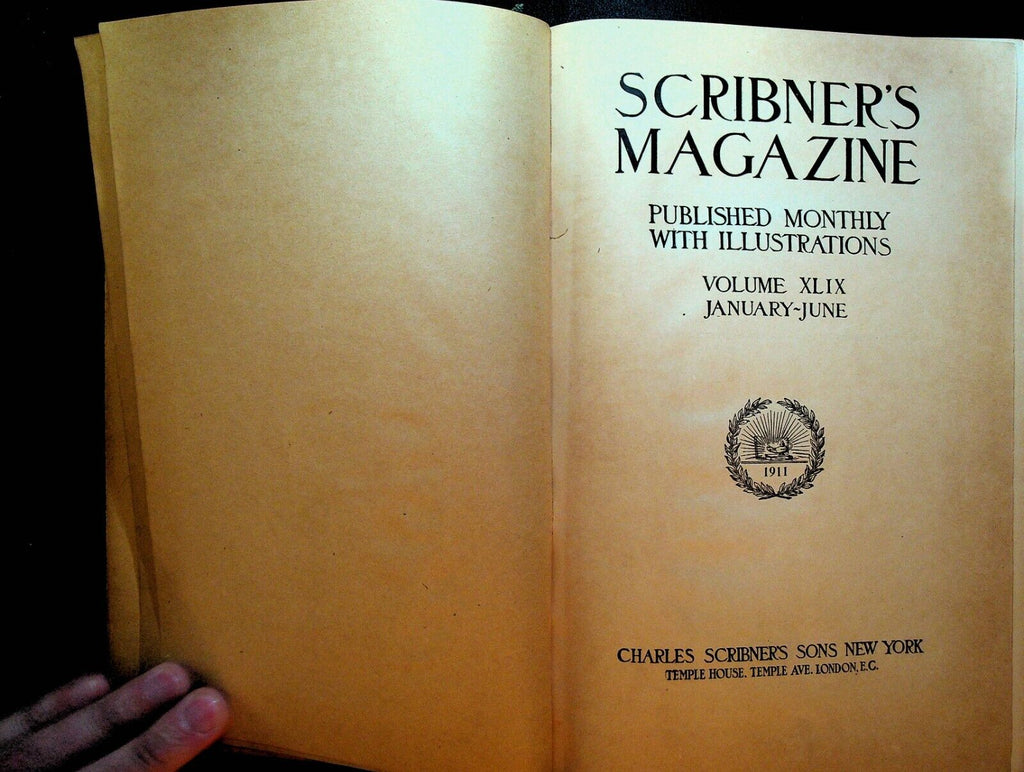 SCRIBNER'S
MAGAZINE
PUBLISHED MONTHLY
WITH ILLUSTRATIONS
VOLUME XLIX
JANUARY-JUNE
1911
CHARLES SCRIBNER'S SONS NEW YORK
TEMPLE HOUSE. TEMPLE AVE. LONDON, E.C.